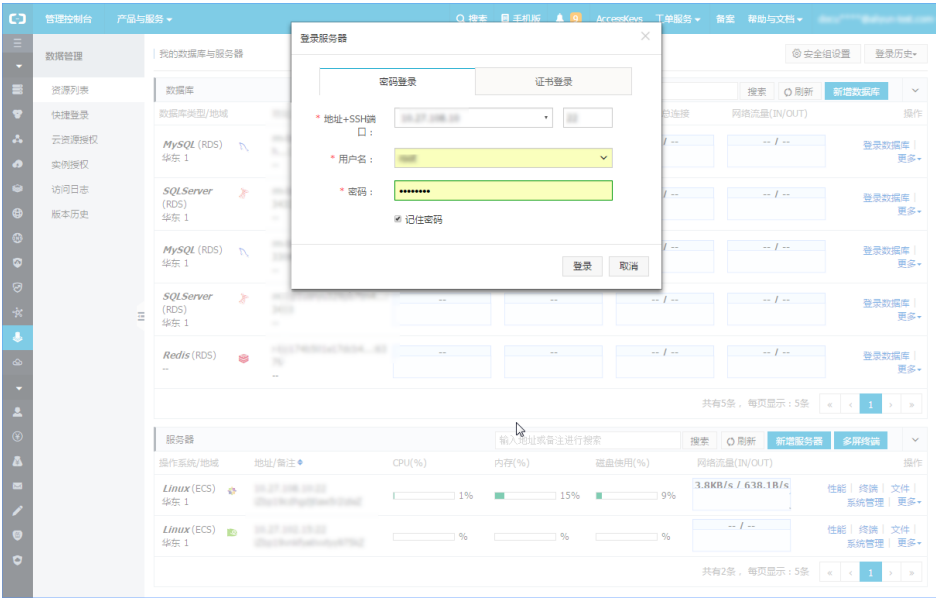 管理控制台 产品与服务 搜索 手机版 9 AccessKeys 工单服务 备案 帮助与文档
数据管理
资源列表
快捷登录
云资源授权
实例授权
访问日志
版本历史
我的数据库与服务器 安全组设置 登录历史
登录服务器
密码登录 证书登录
* 地址+SSH端
口：
22
* 用户名：
root
* 密码：
记住密码
登录 取消
数据库 搜索 刷新 新增数据库
数据库类型/地域 总连接 网络流量(IN/OUT) 操作
MySQL (RDS) / -- -- / -- 登录数据库
华东 1 -- 更多
SQLServer / -- -- / -- 登录数据库
(RDS) 更多
华东 1 --
MySQL (RDS) / -- -- / -- 登录数据库
华东 1 -- 更多
SQLServer -- -- -- / -- -- / -- 登录数据库
(RDS) 更多
华东 1 --
Redis (RDS) -- -- -- / -- -- / -- 登录数据库
-- -- 更多
共有5条， 每页显示：5条 « ‹ 1 › »
服务器 输入地址或备注进行搜索 搜索 刷新 新增服务器 多屏终端
操作系统/地域 地址/备注 CPU(%) 内存(%) 磁盘使用(%) 网络流量(IN/OUT) 操作
Linux (ECS) 1% 15% 9% 3.8KB/s / 638.1B/s 性能 终端 文件
华东 1 系统管理 更多
Linux (ECS) % % % -- / -- 性能 终端 文件
华东 1 系统管理 更多
共有2条， 每页显示：5条 « ‹ 1 › »